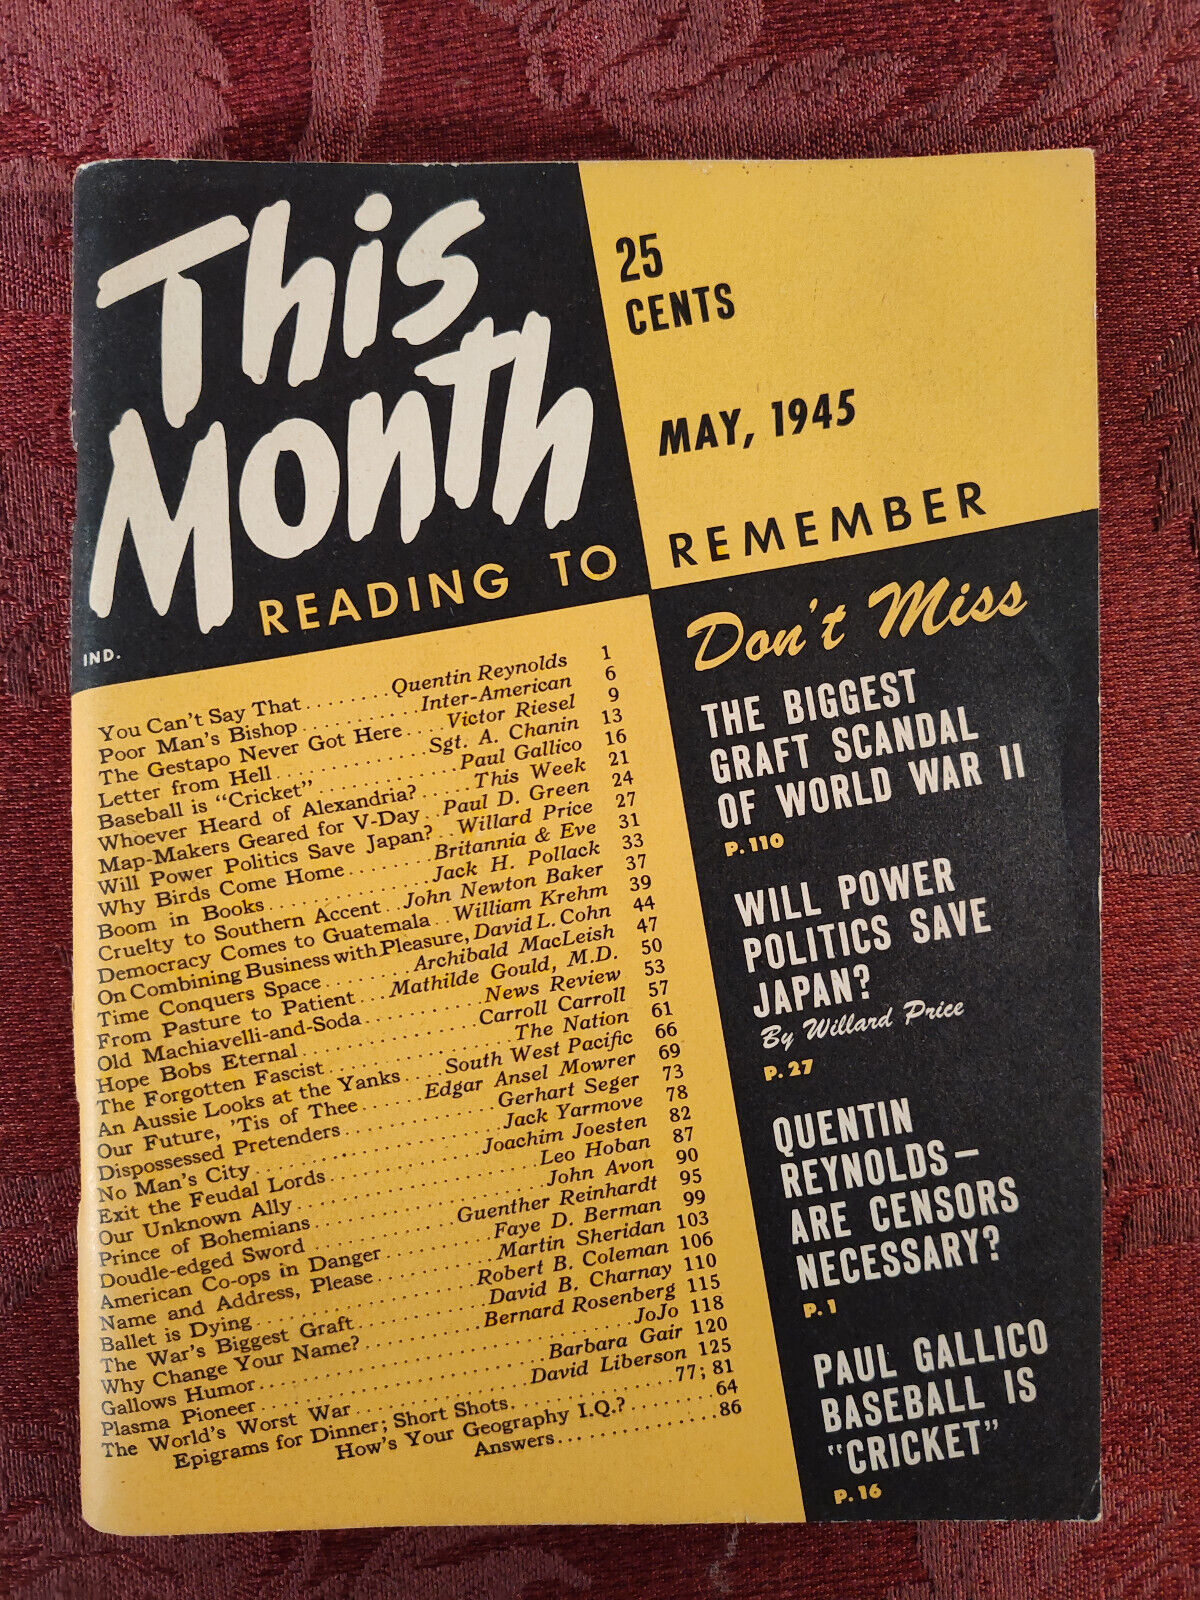 This
Month
READING TO REMEMBER
25
CENTS
MAY, 1945
IND.
You Can't Say That........Quentin Reynolds 1
Poor Man's Bishop...........Inter-American 6
The Gestapo Never Got Here....Victor Riesel 9
Letter from Hell..............Sgt. A. Chanin 13
Baseball is "Cricket"..............Paul Gallico 16
Whoever Heard of Alexandria?.....This Week 21
Map-Makers Geared for V-Day..Paul D. Green 24
Will Power Politics Save Japan?..Willard Price 27
Why Birds Come Home........Britannia & Eve 31
Boom in Books................Jack H. Pollack 33
Cruelty to Southern Accent..John Newton Baker 37
Democracy Comes to Guatemala..William Krehm 39
On Combining Business with Pleasure, David L. Cohn 44
Time Conquers Space........Archibald MacLeish 47
From Pasture to Patient...Mathilde Gould, M.D. 50
Old Machiavelli-and-Soda...........News Review 53
Hope Bobs Eternal................Carroll Carroll 57
The Forgotten Fascist..............The Nation 61
An Aussie Looks at the Yanks....South West Pacific 66
Our Future, 'Tis of Thee......Edgar Ansel Mowrer 69
Dispossessed Pretenders............Gerhart Seger 73
No Man's City.....................Jack Yarmove 78
Exit the Feudal Lords...........Joachim Joesten 82
Our Unknown Ally.................Leo Hoban 87
Prince of Bohemians................John Avon 90
Doudle-edged Sword..........Guenther Reinhardt 95
American Co-ops in Danger........Faye D. Berman 99
Name and Address, Please..........Martin Sheridan 103
Ballet is Dying................Robert B. Coleman 106
The War's Biggest Graft..........David B. Charnay 110
Why Change Your Name?........Bernard Rosenberg 115
Gallows Humor........................JoJo 118
Plasma Pioneer....................Barbara Gair 120
The World's Worst War............David Liberson 125
Epigrams for Dinner; Short Shots..............77; 81
How's Your Geography I.Q.?........64
Answers..............86
Don't Miss
THE BIGGEST
GRAFT SCANDAL
OF WORLD WAR II
P. 110
WILL POWER
POLITICS SAVE
JAPAN?
By Willard Price
P. 27
QUENTIN
REYNOLDS—
ARE CENSORS
NECESSARY?
P. 1
PAUL GALLICO
BASEBALL IS
"CRICKET"
P. 16